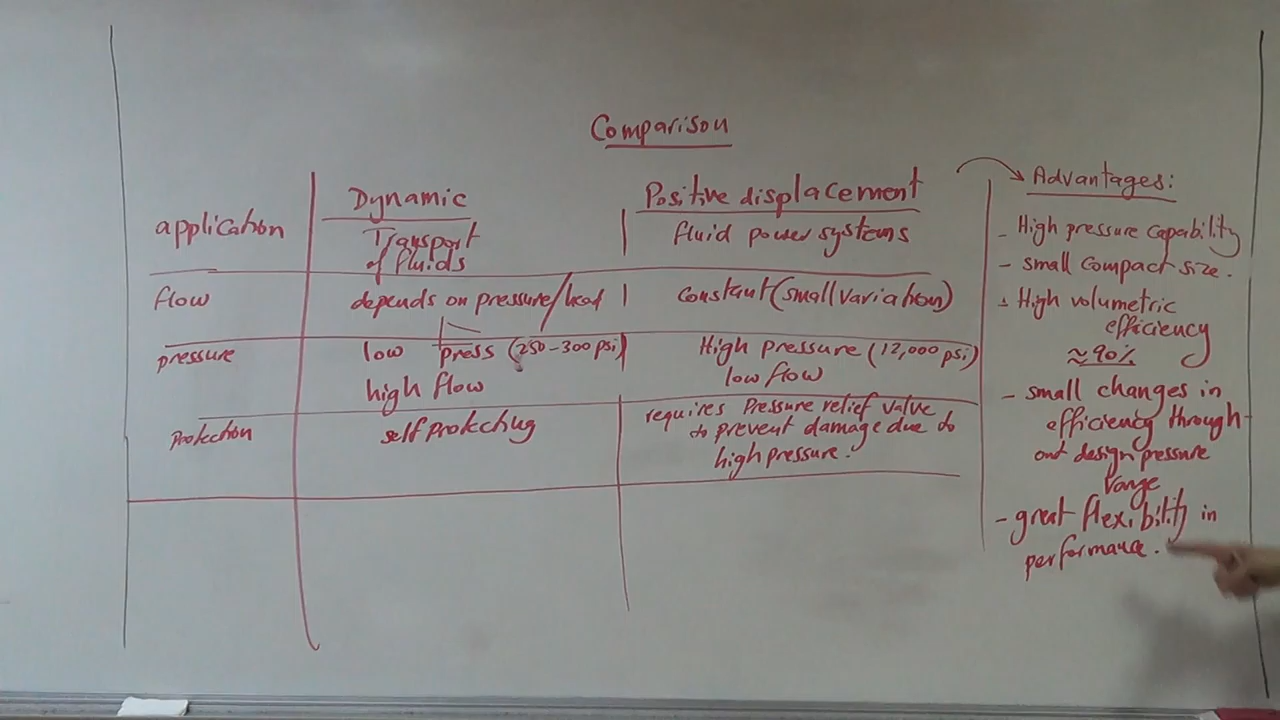 Comparison
Dynamic
Positive displacement
application
Transport
of fluids
fluid power systems
flow
depends on pressure/head
Constant (small variation)
pressure
low press (250-300 psi)
high flow
High pressure (12,000 psi)
low flow
Protection
self protecting
requires Pressure relief valve
to prevent damage due to
high pressure.
Advantages:
- High pressure capability
- small compact size.
- High volumetric
efficiency
≈90%
- small changes in
efficiency through-
out design pressure
range
- great flexibility in
performance.